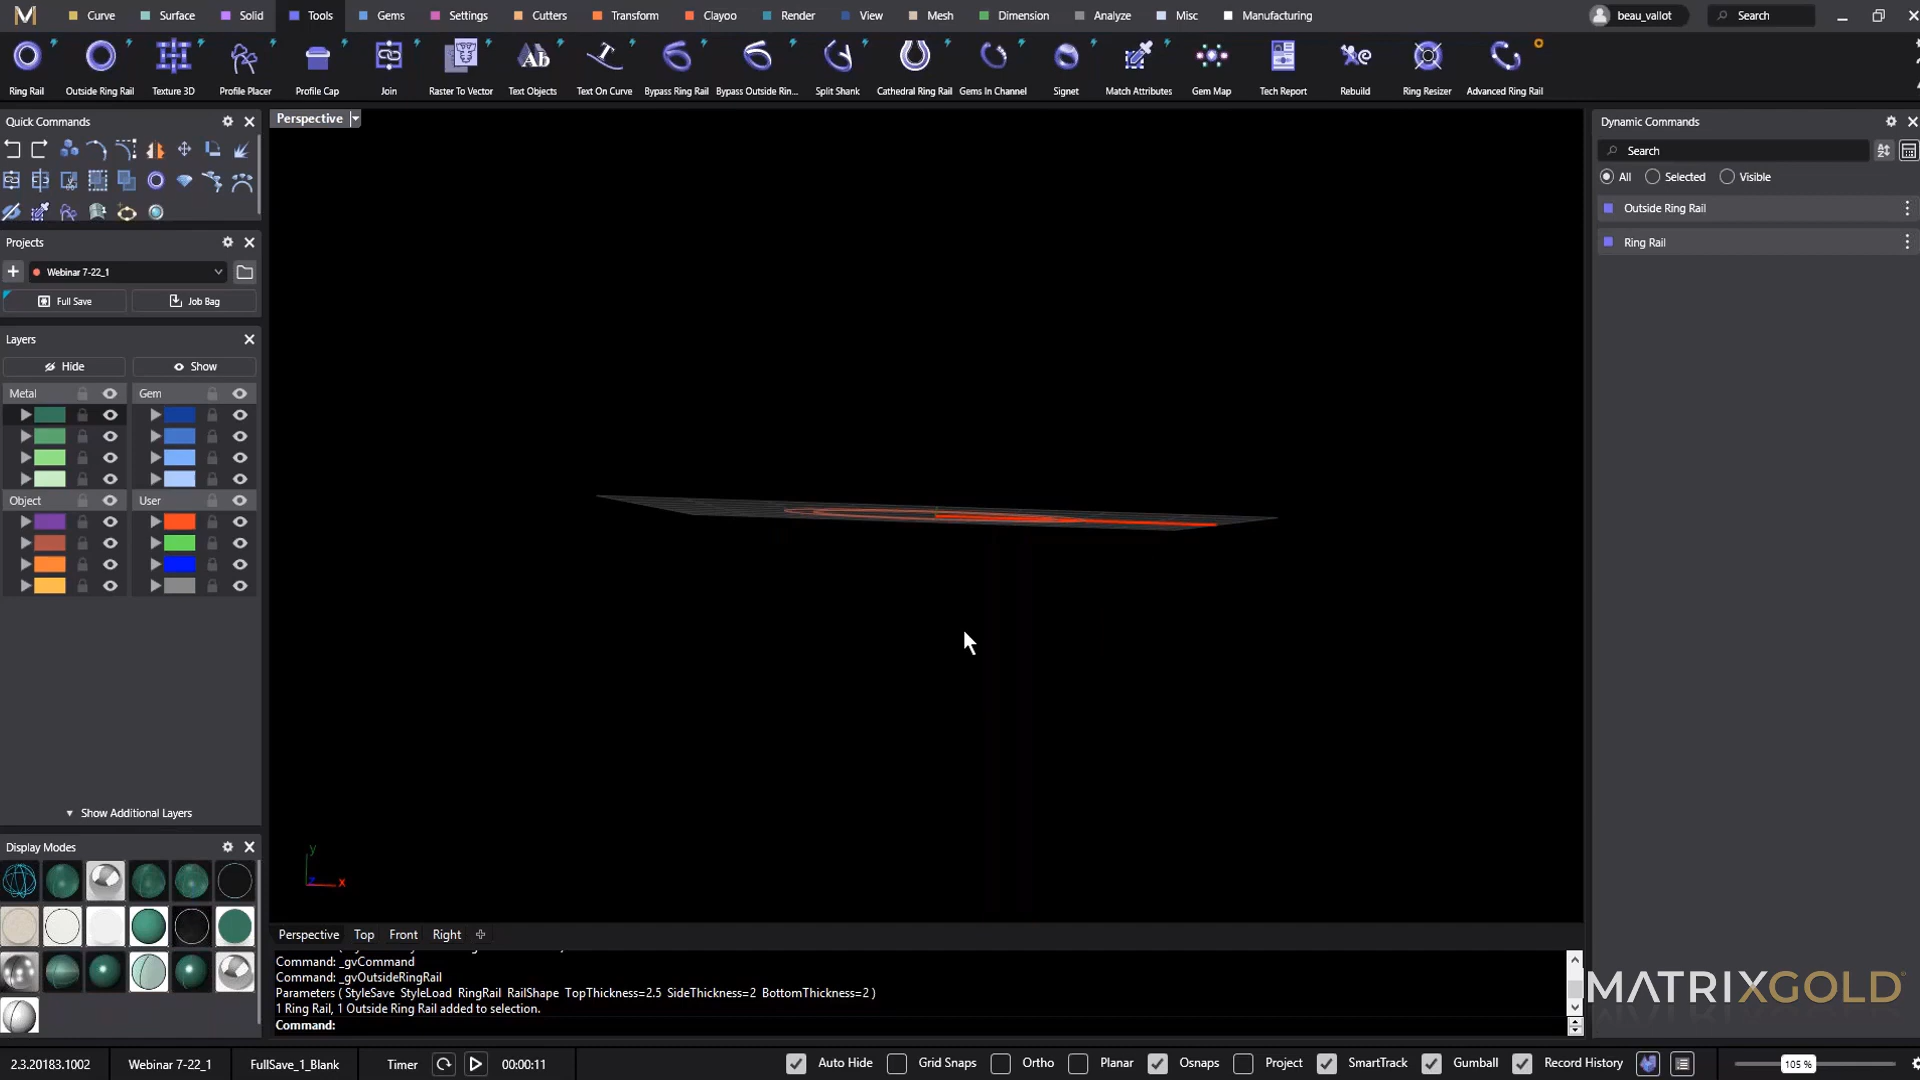 Curve Surface Solid Tools Gems Settings Cutters Transform Clayoo Render View Mesh Dimension Analyze Misc Manufacturing beau_vallot Search
Ring Rail Outside Ring Rail Texture 3D Profile Placer Profile Cap Join Raster To Vector Text Objects Text On Curve Bypass Ring Rail Bypass Outside Rin... Split Shank Cathedral Ring Rail Gems In Channel Signet Match Attributes Gem Map Tech Report Rebuild Ring Resizer Advanced Ring Rail
Quick Commands
Perspective
Dynamic Commands
Search
All Selected Visible
Outside Ring Rail
Ring Rail
Projects
Webinar 7-22_1
Full Save Job Bag
Layers
Hide Show
Metal Gem
Object User
Show Additional Layers
Display Modes
y
z x
Perspective Top Front Right
Command: _gvCommand
Command: _gvOutsideRingRail
Parameters ( StyleSave StyleLoad RingRail RailShape TopThickness=2.5 SideThickness=2 BottomThickness=2 )
1 Ring Rail, 1 Outside Ring Rail added to selection.
Command:
MATRIXGOLD
2.3.20183.1002 Webinar 7-22_1 FullSave_1_Blank Timer 00:00:11 Auto Hide Grid Snaps Ortho Planar Osnaps Project SmartTrack Gumball Record History 105 %